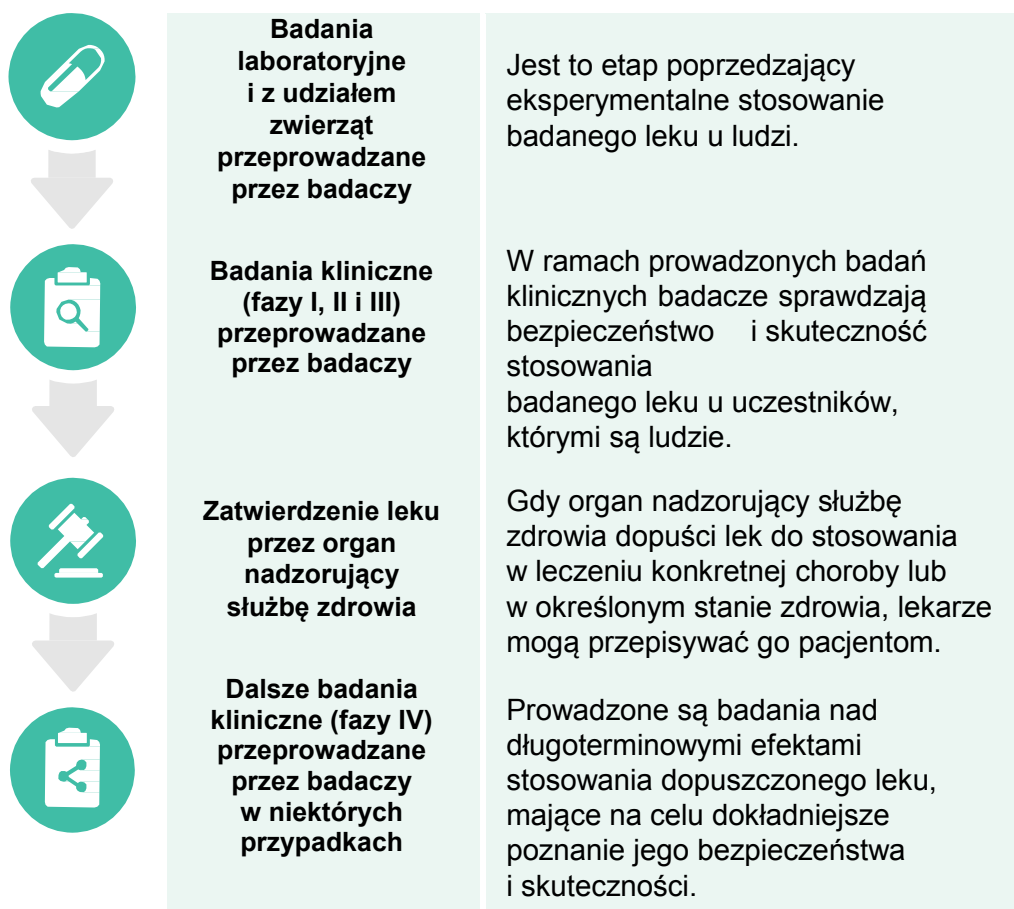 Badania
laboratoryjne
i z udziałem
zwierząt
przeprowadzane
przez badaczy
Jest to etap poprzedzający
eksperymentalne stosowanie
badanego leku u ludzi.
Badania kliniczne
(fazy I, II i III)
przeprowadzane
przez badaczy
W ramach prowadzonych badań
klinicznych badacze sprawdzają
bezpieczeństwo i skuteczność
stosowania
badanego leku u uczestników,
którymi są ludzie.
Zatwierdzenie leku
przez organ
nadzorujący
służbę zdrowia
Gdy organ nadzorujący służbę
zdrowia dopuści lek do stosowania
w leczeniu konkretnej choroby lub
w określonym stanie zdrowia, lekarze
mogą przepisywać go pacjentom.
Dalsze badania
kliniczne (fazy IV)
przeprowadzane
przez badaczy
w niektórych
przypadkach
Prowadzone są badania nad
długoterminowymi efektami
stosowania dopuszczonego leku,
mające na celu dokładniejsze
poznanie jego bezpieczeństwa
i skuteczności.